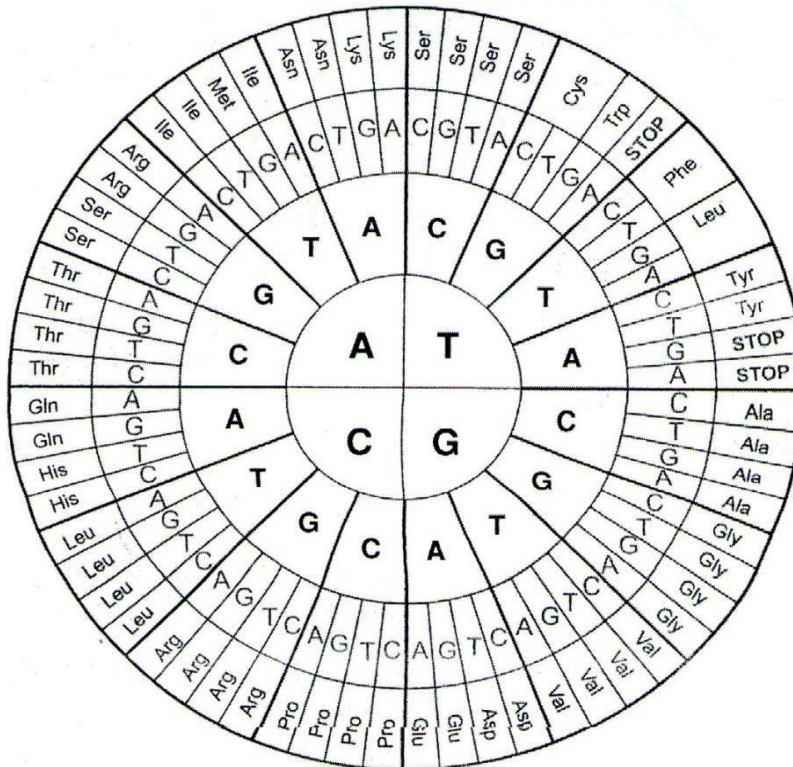 A T
C G
C G T A
C G T A
C G T A
C G T A
C G T A C T G A C T G A C T G A
C T G A C T G A C T G A C T G A
C T G A C T G A C T G A C T G A
C T G A C T G A C T G A C T G A
Ser Ser Ser Ser
Cys Trp STOP
Phe Leu
Tyr Tyr STOP STOP
Ala Ala Ala Ala
Gly Gly Gly Gly
Val Val Val Val
Asp Asp Glu Glu
Pro Pro Pro Pro
Arg Arg Arg Arg
Leu Leu Leu Leu
His His Gln Gln
Thr Thr Thr Thr
Ser Ser Arg Arg
Ile Ile Met Ile
Asn Asn Lys Lys